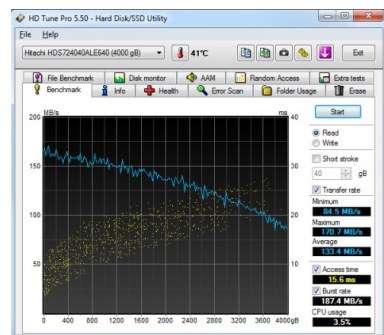 HD Tune Pro 5.50 - Hard Disk/SSD Utility
File Help
Hitachi HDS724040ALE640 (4000 gB) 41°C Exit
File Benchmark Disk monitor AAM Random Access Extra tests
Benchmark Info Health Error Scan Folder Usage Erase
MB/s ms Start
200 40
Read
Write
150 30
Short stroke
40 gB
Transfer rate
Minimum
84.5 MB/s
100 20
Maximum
170.7 MB/s
Average
133.4 MB/s
50 10
Access time
15.6 ms
Burst rate
187.4 MB/s
CPU usage
3.5%
0 400 800 1200 1600 2000 2400 2800 3200 3600 4000gB